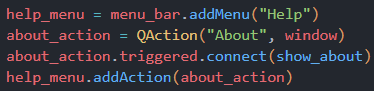 help_menu = menu_bar.addMenu("Help")
about_action = QAction("About", window)
about_action.triggered.connect(show_about)
help_menu.addAction(about_action)